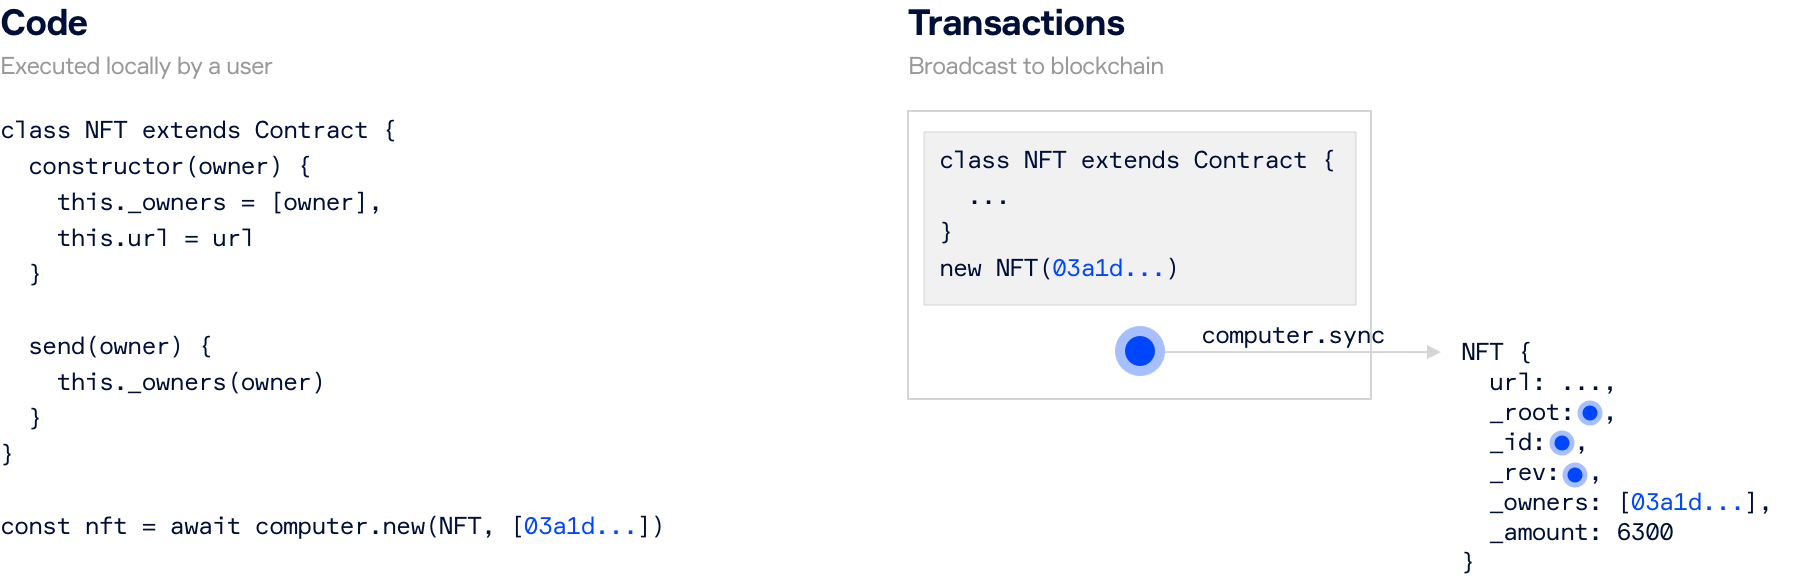 Code
Executed locally by a user
class NFT extends Contract {
  constructor(owner) {
    this._owners = [owner],
    this.url = url
  }
  send(owner) {
    this._owners(owner)
  }
}
const nft = await computer.new(NFT, [03a1d...])
Transactions
Broadcast to blockchain
class NFT extends Contract {
  ...
}
new NFT(03a1d...)
computer.sync
NFT {
  url: ...,
  _root: ,
  _id: ,
  _rev: ,
  _owners: [03a1d...],
  _amount: 6300
}